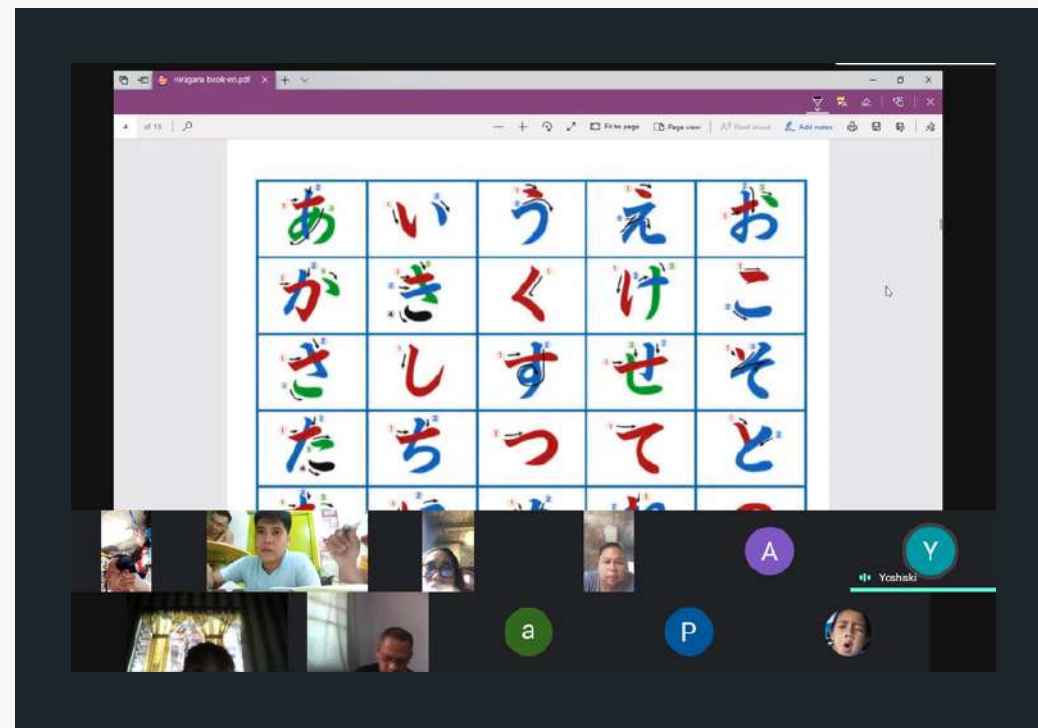 hiragana book-en.pdf
4 of 15 Fit to page Page view Read aloud Add notes
あ い う え お
か き く け こ
さ し す せ そ
た ち つ て と
A Y
Yoshiski
a P